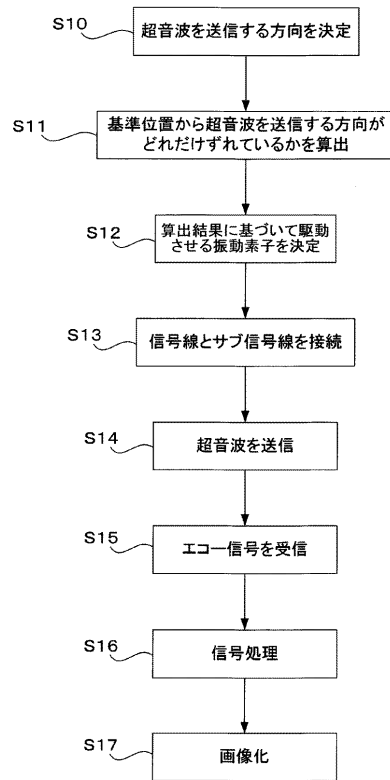 S10
超音波を送信する方向を決定
S11
基準位置から超音波を送信する方向が
どれだけずれているかを算出
S12
算出結果に基づいて駆動
させる振動素子を決定
S13
信号線とサブ信号線を接続
S14
超音波を送信
S15
エコー信号を受信
S16
信号処理
S17
画像化